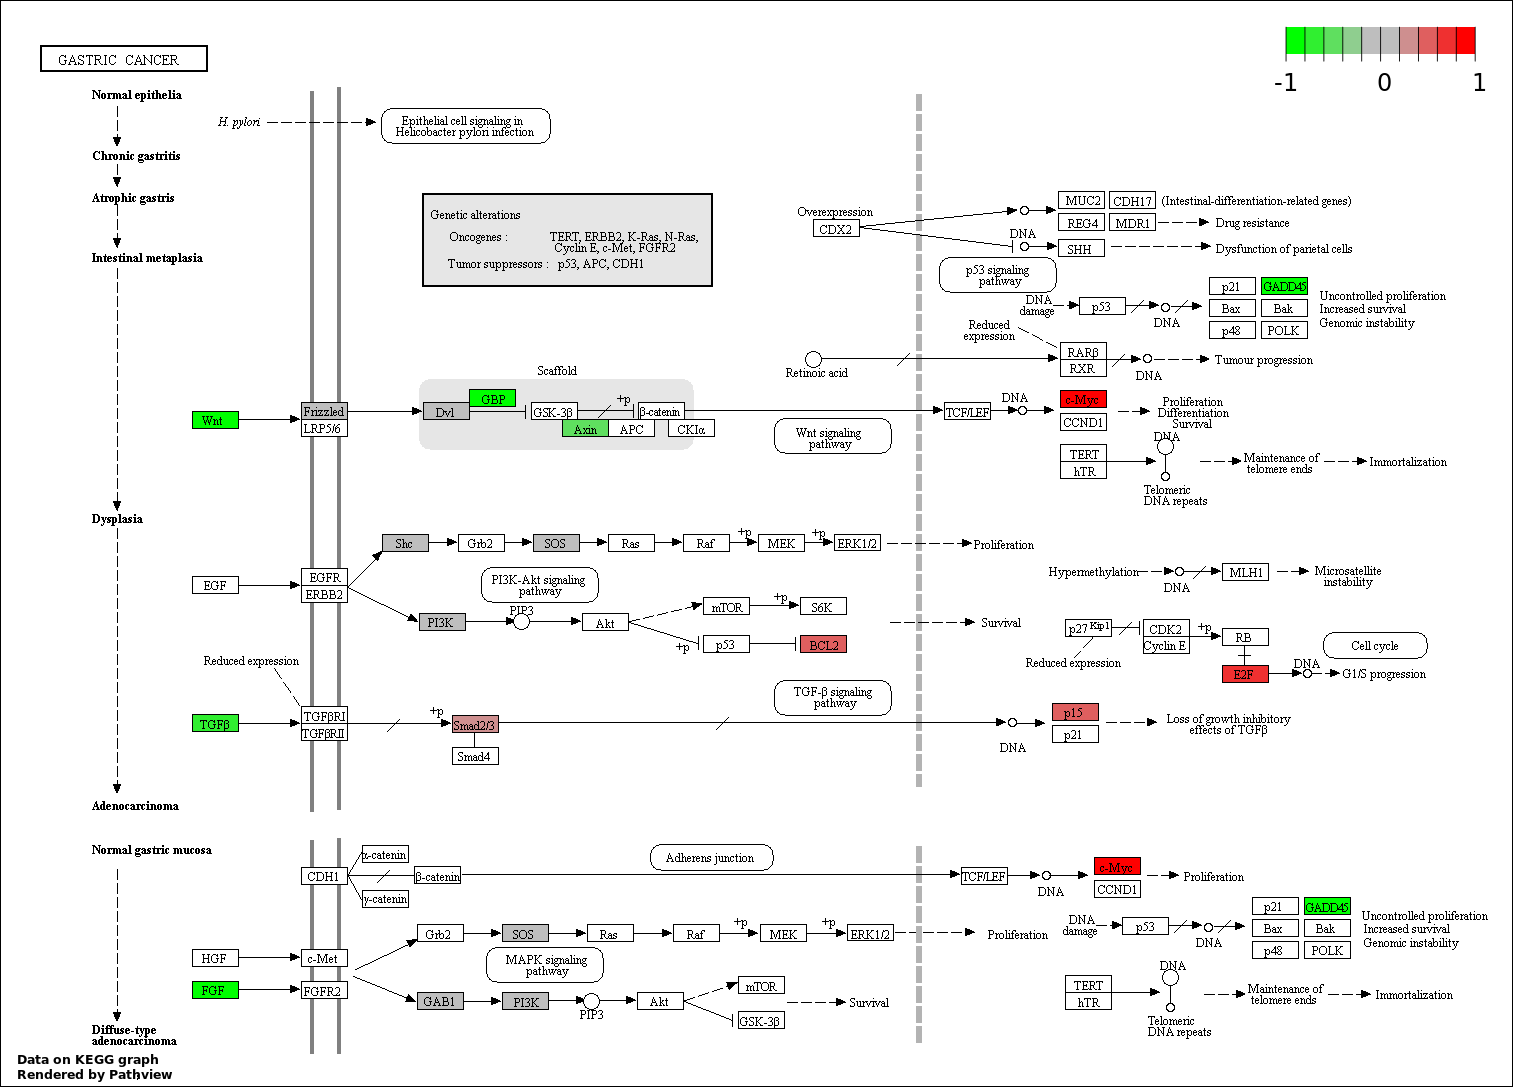 GASTRIC CANCER
-1 0 1
Normal epithelia
H. pylori
Epithelial cell signaling in
Helicobacter pylori infection
Chronic gastritis
Atrophic gastris
Intestinal metaplasia
Genetic alterations
Oncogenes : TERT, ERBB2, K-Ras, N-Ras,
Cyclin E, c-Met, FGFR2
Tumor suppressors : p53, APC, CDH1
Overexpression
CDX2
MUC2 CDH17 (Intestinal-differentiation-related genes)
REG4 MDR1 Drug resistance
DNA
SHH Dysfunction of parietal cells
p53 signaling
pathway
DNA
damage
p53
DNA
p21 GADD45
Bax Bak
p48 POLK
Uncontrolled proliferation
Increased survival
Genomic instability
Reduced
expression
Retinoic acid
RARβ
RXR
DNA
Tumour progression
Scaffold
Wnt
Frizzled
LRP5/6
Dvl
GBP
GSK-3β
+p
β-catenin
Axin APC CKIα
Wnt signaling
pathway
TCF/LEF
DNA
c-Myc
CCND1
Proliferation
Differentiation
Survival
TERT
hTR
DNA
Telomeric
DNA repeats
Maintenance of
telomere ends
Immortalization
Dysplasia
EGF
EGFR
ERBB2
Shc Grb2 SOS Ras Raf +p MEK +p ERK1/2
Proliferation
PI3K-Akt signaling
pathway
PI3K
PIP3
Akt
mTOR +p S6K
+p p53 BCL2
Survival
Hypermethylation
DNA
MLH1
Microsatellite
instability
p27 Kip1
Reduced expression
CDK2
Cyclin E
+p
RB
E2F
DNA
G1/S progression
Cell cycle
Reduced expression
TGFβ
TGFβRI
TGFβRII
+p
Smad2/3
Smad4
TGF-β signaling
pathway
DNA
p15
p21
Loss of growth inhibitory
effects of TGFβ
Adenocarcinoma
Normal gastric mucosa
CDH1
α-catenin
β-catenin
γ-catenin
Adherens junction
TCF/LEF
DNA
c-Myc
CCND1
Proliferation
HGF
c-Met
FGF
FGFR2
Grb2 SOS Ras Raf +p MEK +p ERK1/2
Proliferation
MAPK signaling
pathway
GAB1 PI3K
PIP3
Akt
mTOR
GSK-3β
Survival
DNA
damage
p53
DNA
p21 GADD45
Bax Bak
p48 POLK
Uncontrolled proliferation
Increased survival
Genomic instability
TERT
hTR
DNA
Telomeric
DNA repeats
Maintenance of
telomere ends
Immortalization
Diffuse-type
adenocarcinoma
Data on KEGG graph
Rendered by Pathview